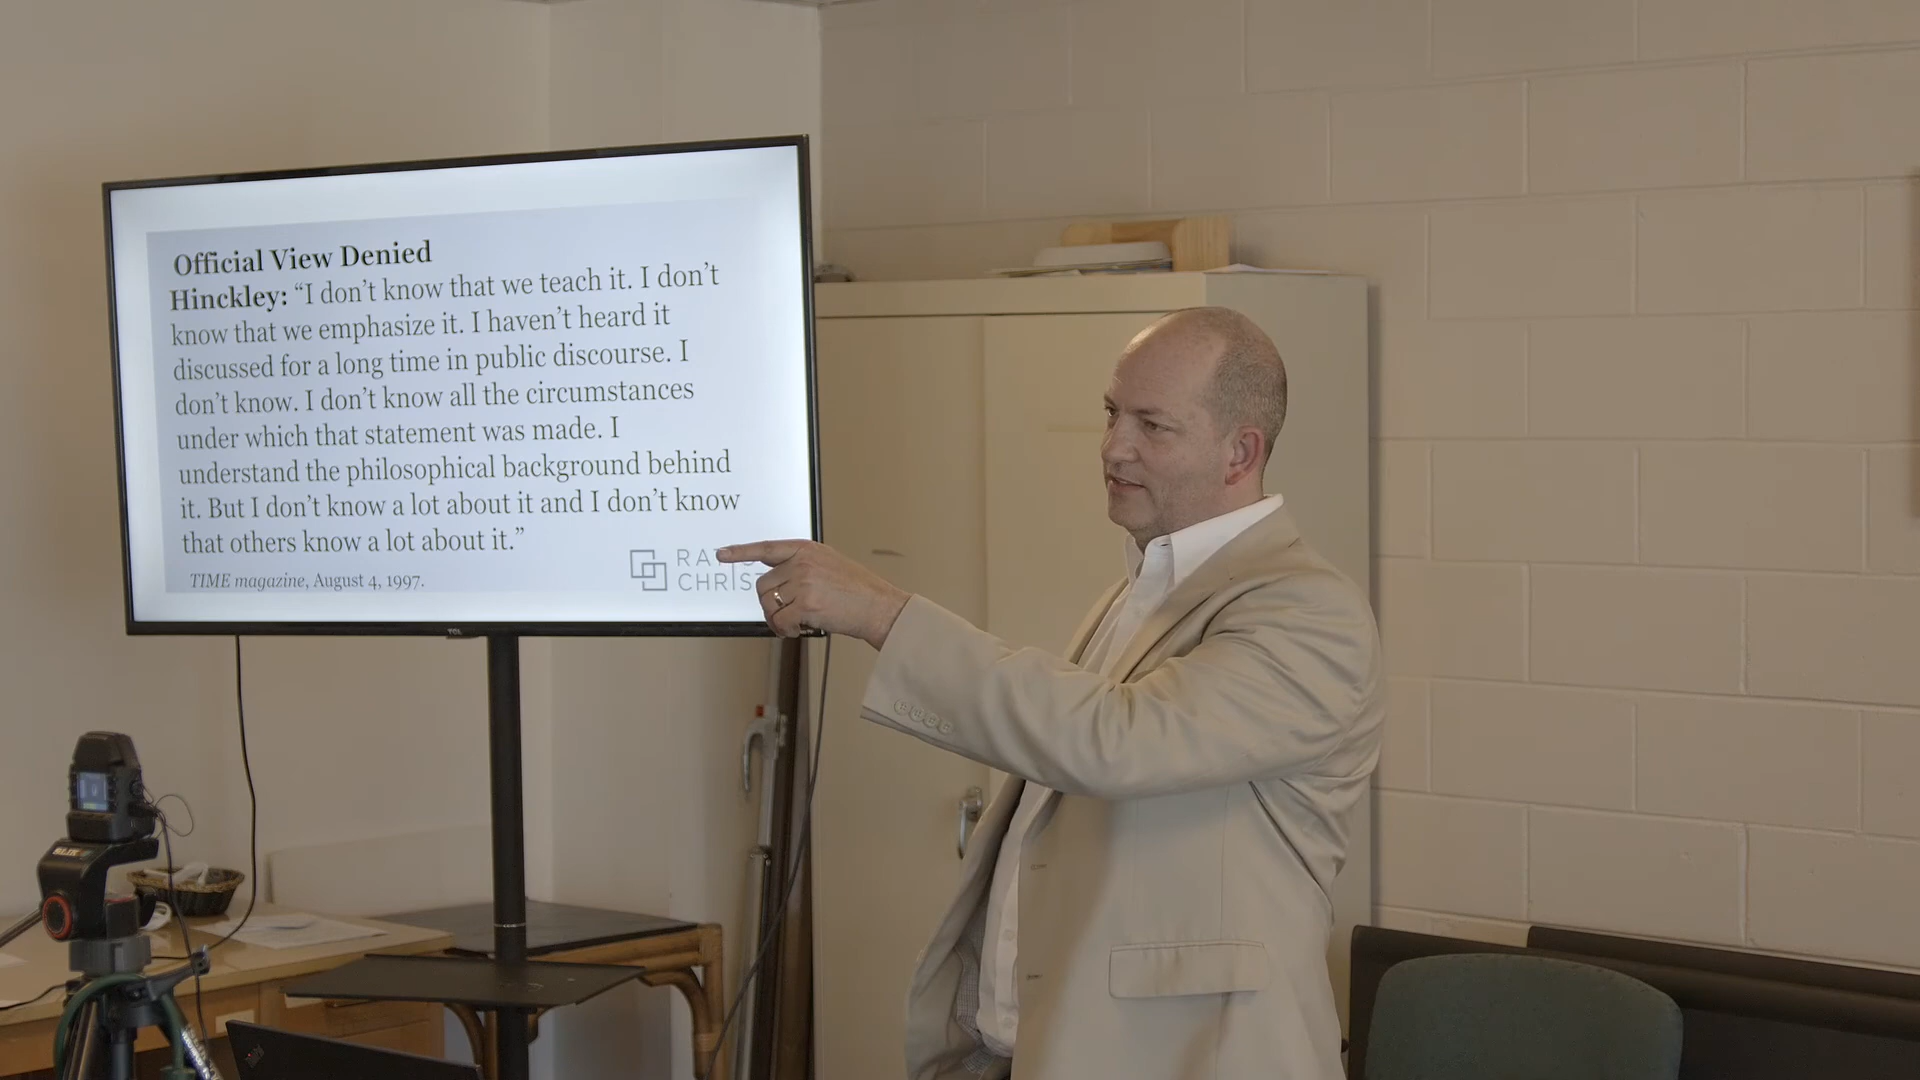 Official View Denied
Hinckley: “I don’t know that we teach it. I don’t
know that we emphasize it. I haven’t heard it
discussed for a long time in public discourse. I
don’t know. I don’t know all the circumstances
under which that statement was made. I
understand the philosophical background behind
it. But I don’t know a lot about it and I don’t know
that others know a lot about it.”
TIME magazine, August 4, 1997.
TCL
SLIK